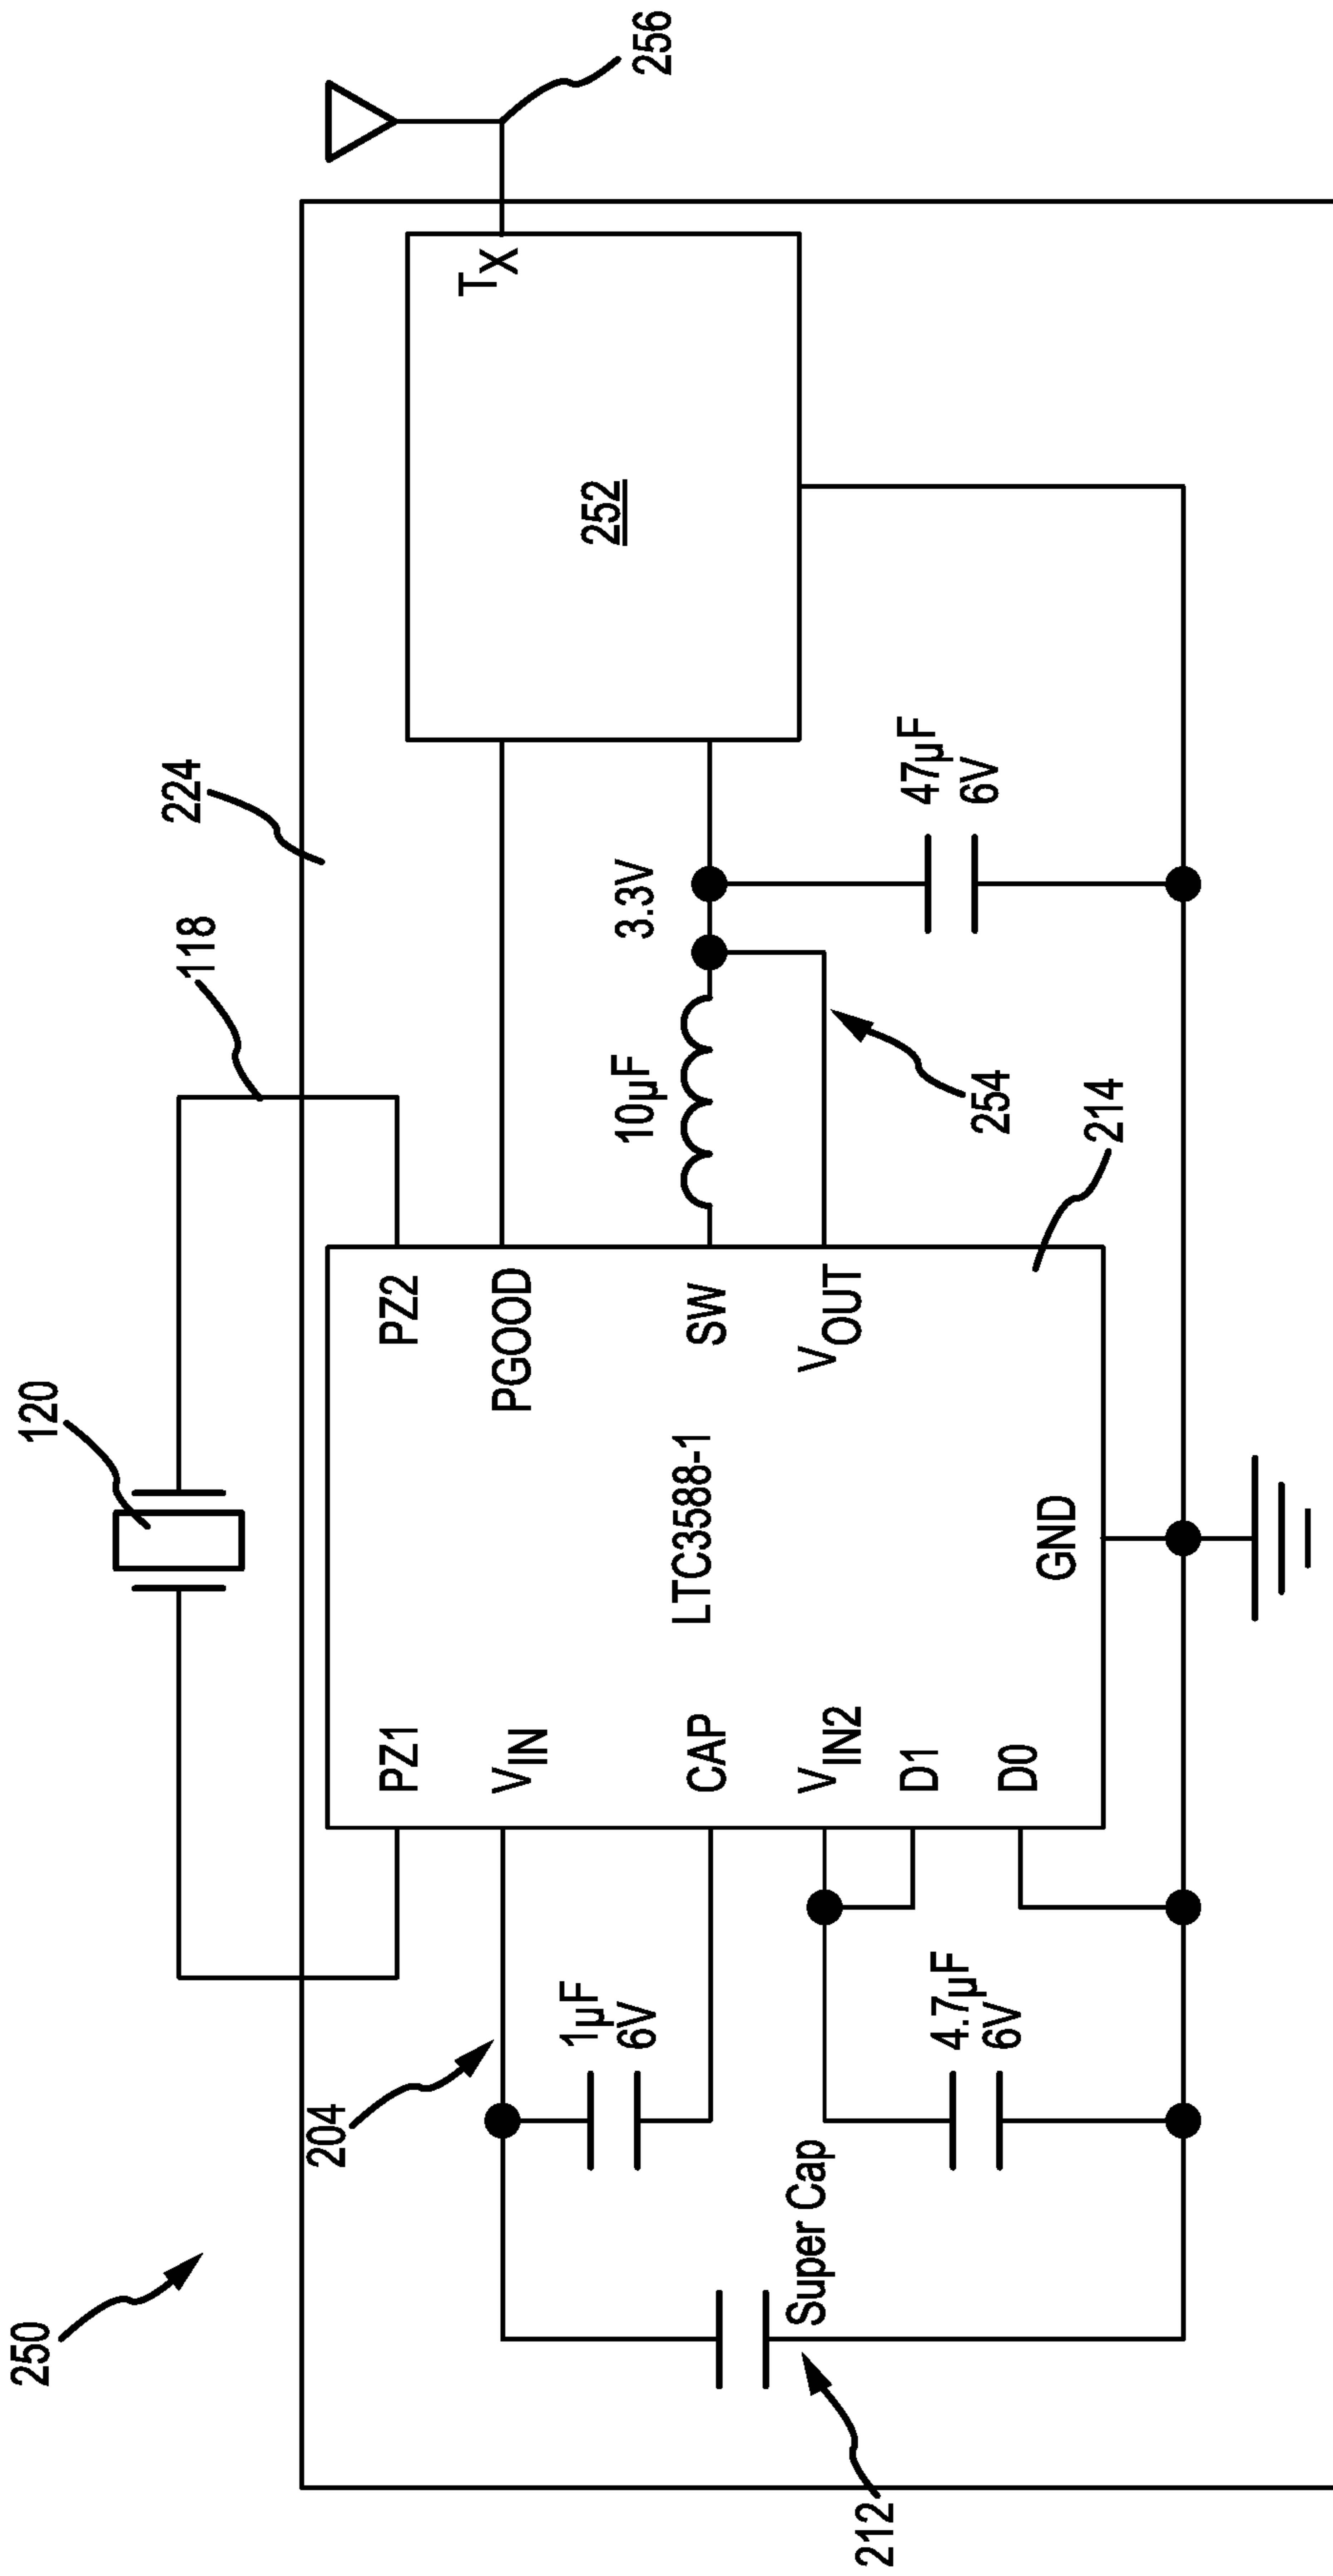 250
120
118
224
256
204
PZ1
PZ2
VIN
PGOOD
TX
1µF
6V
LTC3588-1
CAP
SW
10µF
3.3V
252
Super Cap
VIN2
VOUT
254
212
D1
4.7µF
6V
D0
GND
214
47µF
6V